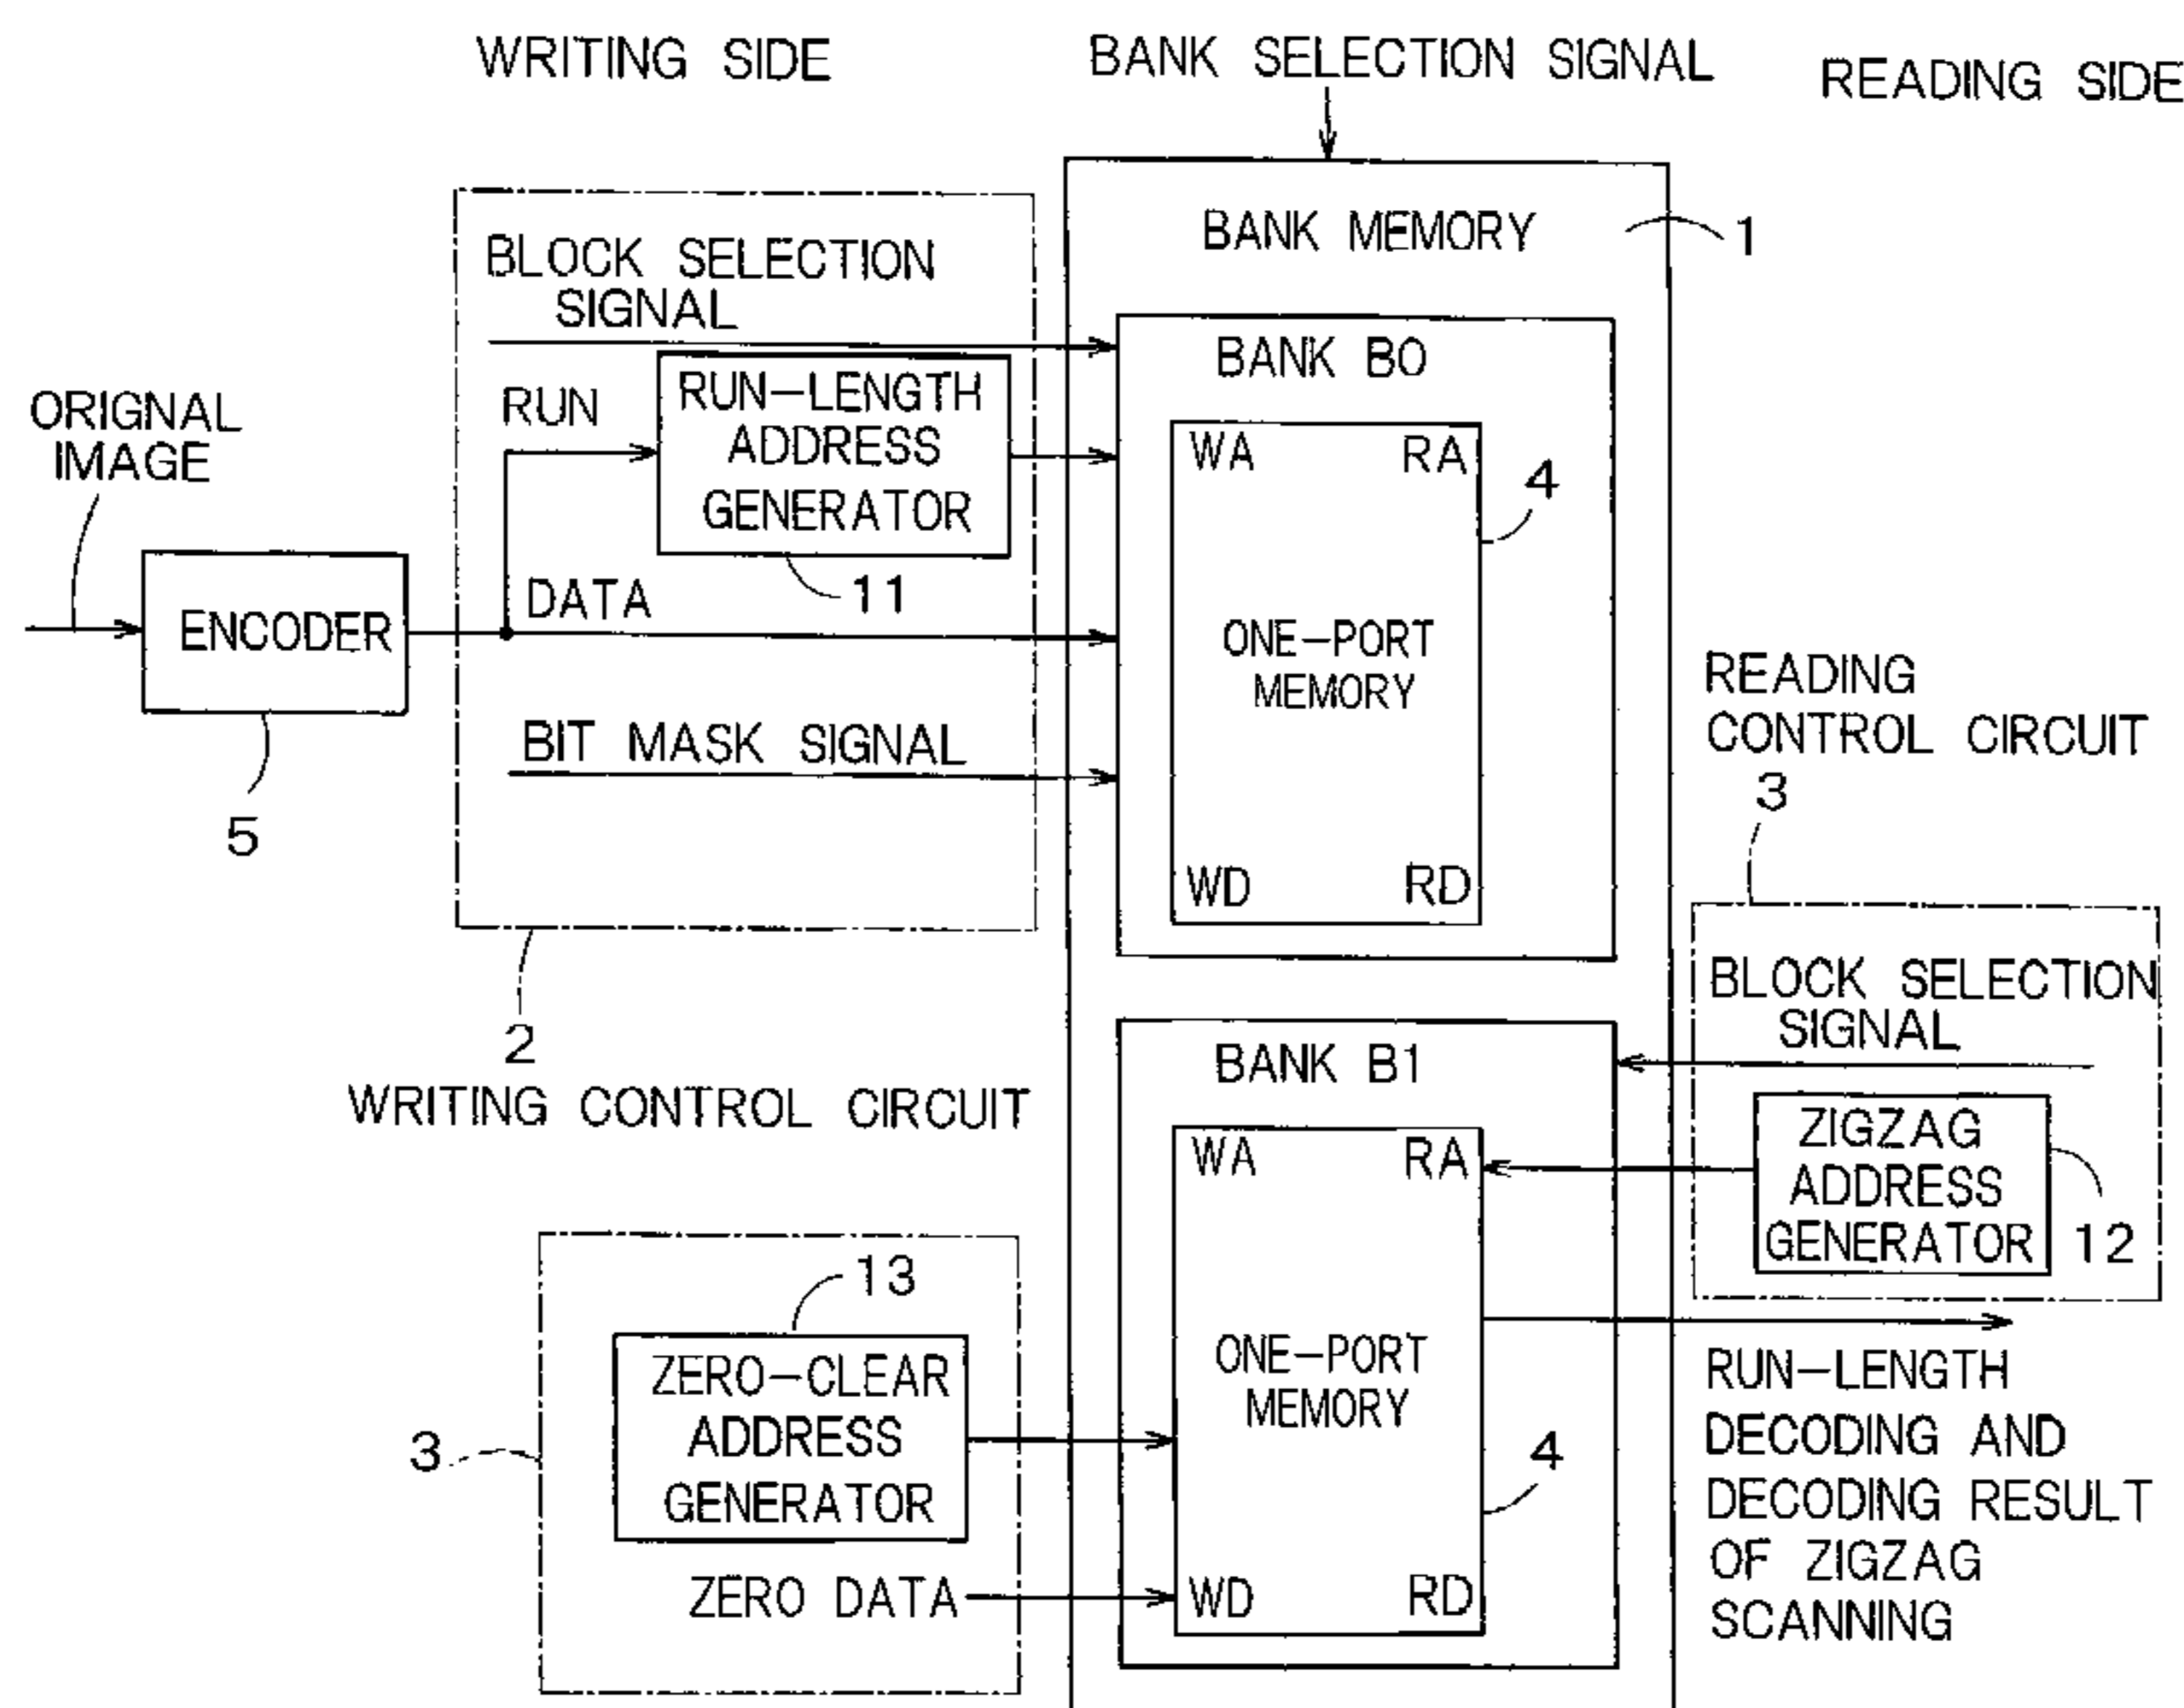 WRITING SIDE
BANK SELECTION SIGNAL
READING SIDE
BANK MEMORY
1
BLOCK SELECTION
SIGNAL
BANK B0
RUN
RUN-LENGTH
ADDRESS
GENERATOR
11
WA
RA
4
ORIGNAL
IMAGE
ENCODER
5
DATA
ONE-PORT
MEMORY
BIT MASK SIGNAL
WD
RD
2
WRITING CONTROL CIRCUIT
READING
CONTROL CIRCUIT
3
BLOCK SELECTION
SIGNAL
BANK B1
WA
RA
ZIGZAG
ADDRESS
GENERATOR
12
13
ZERO-CLEAR
ADDRESS
GENERATOR
3
ONE-PORT
MEMORY
4
ZERO DATA
WD
RD
RUN-LENGTH
DECODING AND
DECODING RESULT
OF ZIGZAG
SCANNING